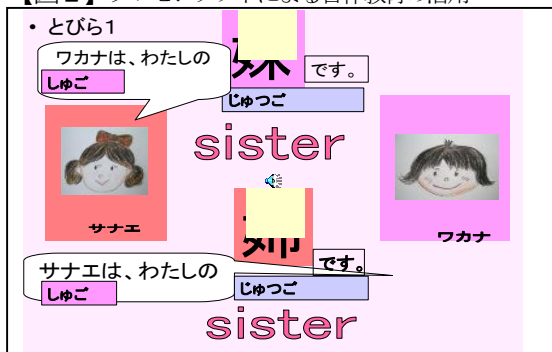 ・とびら1
ワカナは、わたしの
しゅご
妹
です。
じゅつご
sister
サナエ
ワカナ
姉
です。
サナエは、わたしの
しゅご
じゅつご
sister